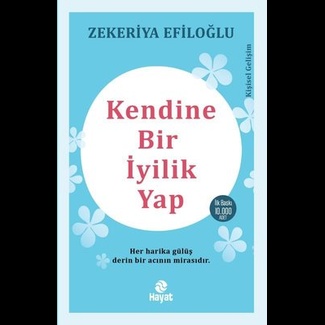 ZEKERİYA EFİLOĞLU
Kişisel Gelişim
Kendine
Bir
İyilik
Yap
İlk Baskı
10.000
ADET
Her harika gülüş
derin bir acının mirasıdır.
Hayat